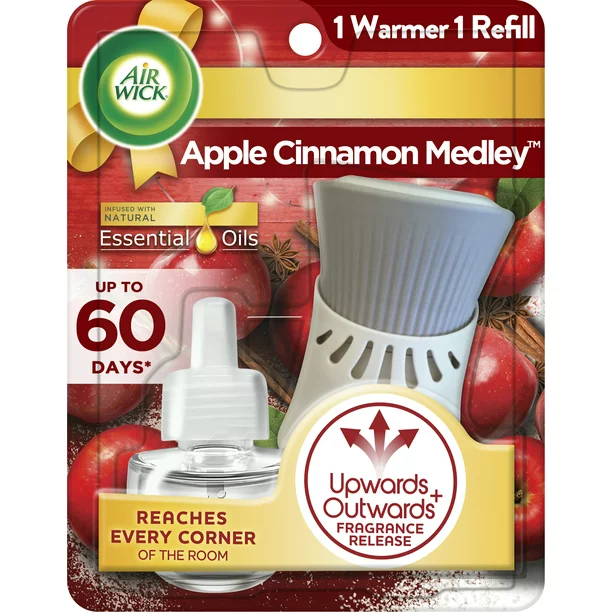 1 Warmer 1 Refill
AIR
WICK®
Apple Cinnamon Medley™
INFUSED WITH
NATURAL
Essential Oils
UP TO
60
DAYS*
Upwards +
Outwards
FRAGRANCE
RELEASE
REACHES
EVERY CORNER
OF THE ROOM